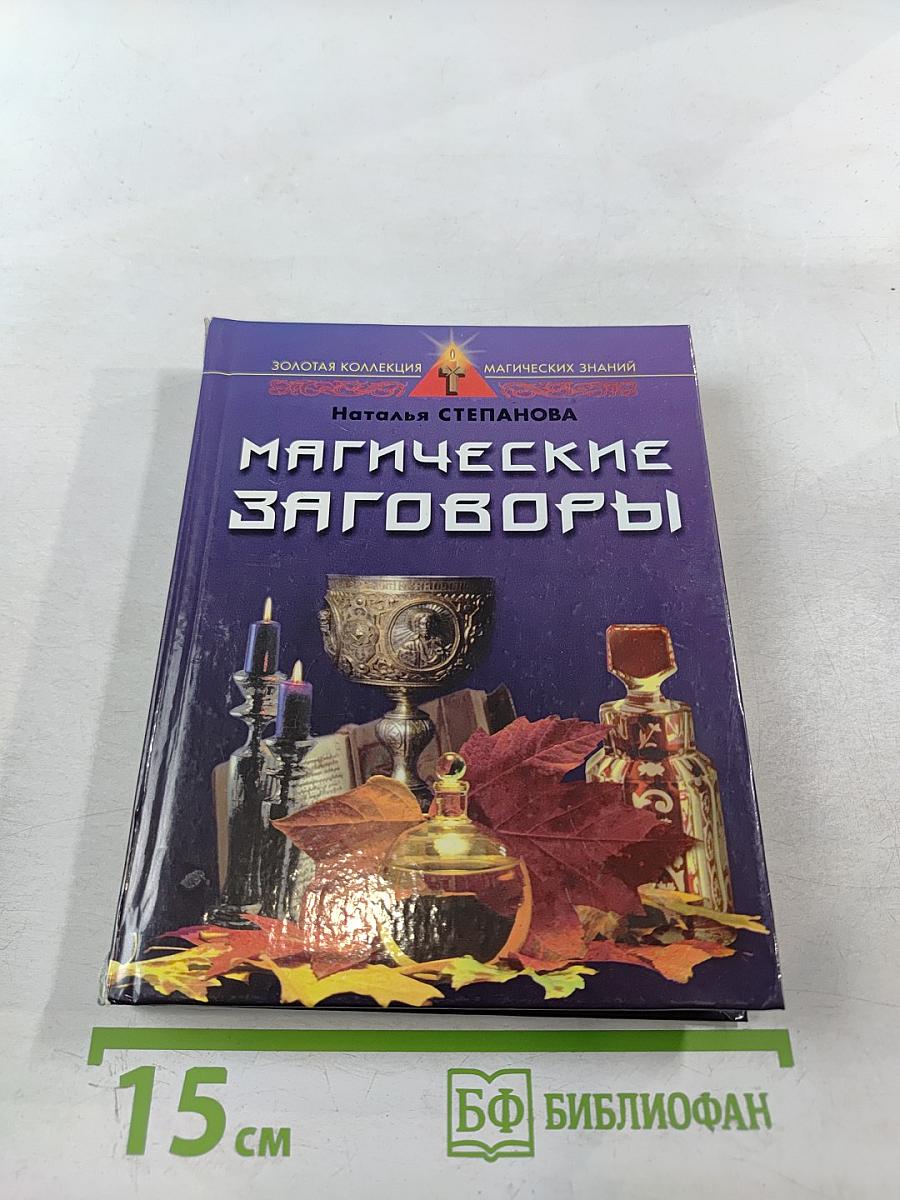 ЗОЛОТАЯ КОЛЛЕКЦИЯ МАГИЧЕСКИХ ЗНАНИЙ
Наталья СТЕПАНОВА
МАГИЧЕСКИЕ
ЗАГОВОРЫ
15 см
БФ БИБЛИОФАН